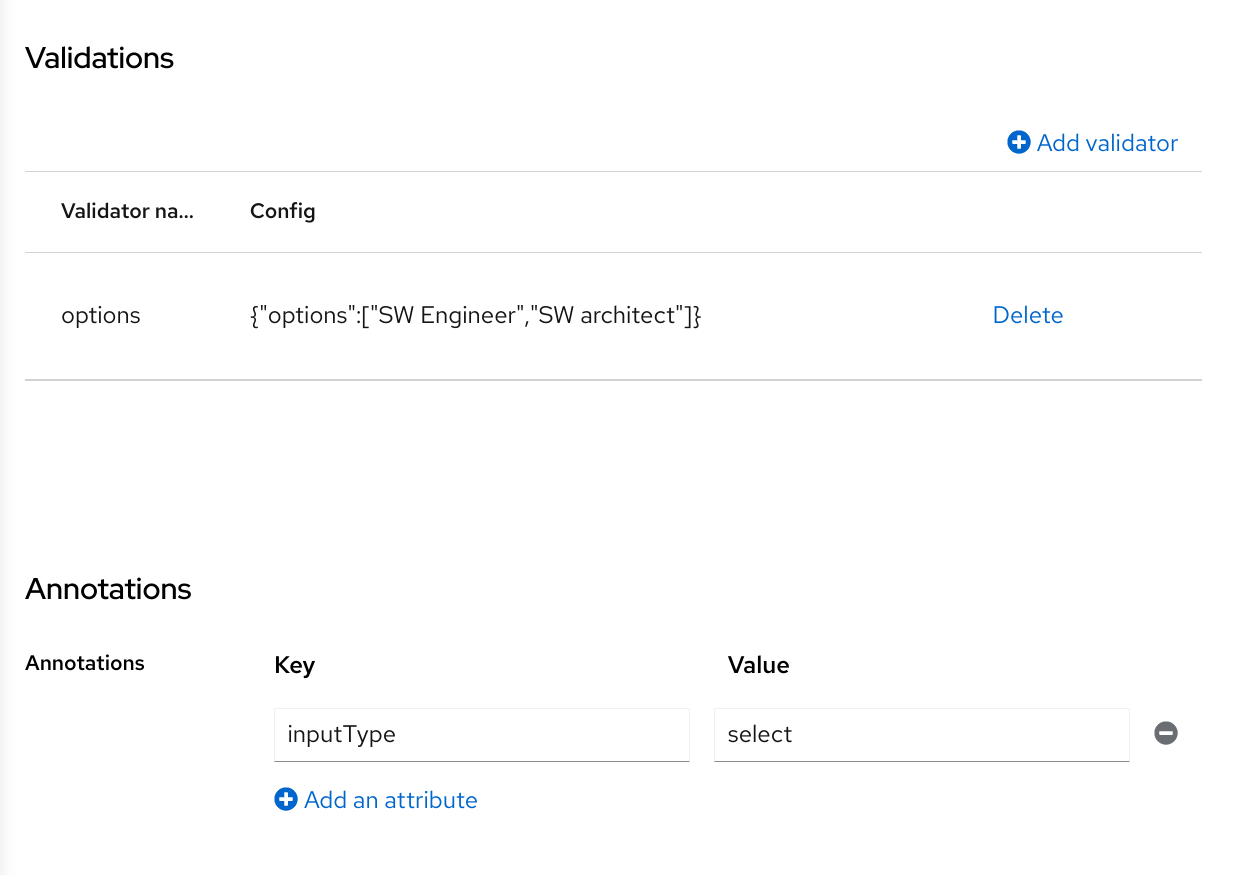 Validations
Add validator
Validator na... Config
options {"options":["SW Engineer","SW architect"]} Delete
Annotations
Annotations Key Value
inputType select
Add an attribute